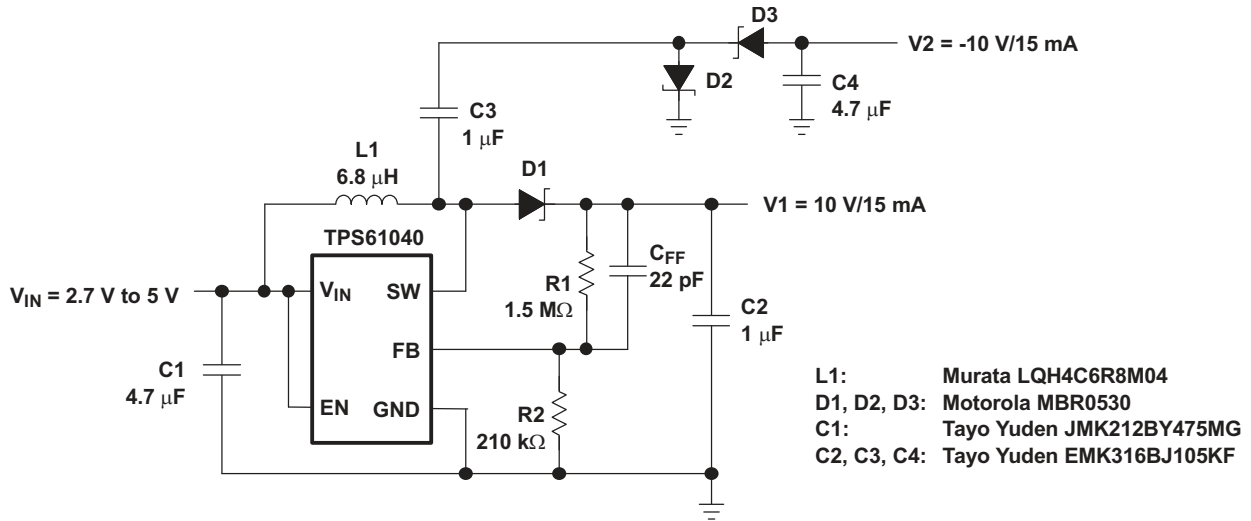 D3
V2 = -10 V/15 mA
D2
C4
4.7 μF
C3
1 μF
L1
6.8 μH
D1
V1 = 10 V/15 mA
TPS61040
VIN = 2.7 V to 5 V
VIN
SW
R1
1.5 MΩ
CFF
22 pF
C2
1 μF
FB
C1
4.7 μF
EN
GND
R2
210 kΩ
L1: Murata LQH4C6R8M04
D1, D2, D3: Motorola MBR0530
C1: Tayo Yuden JMK212BY475MG
C2, C3, C4: Tayo Yuden EMK316BJ105KF